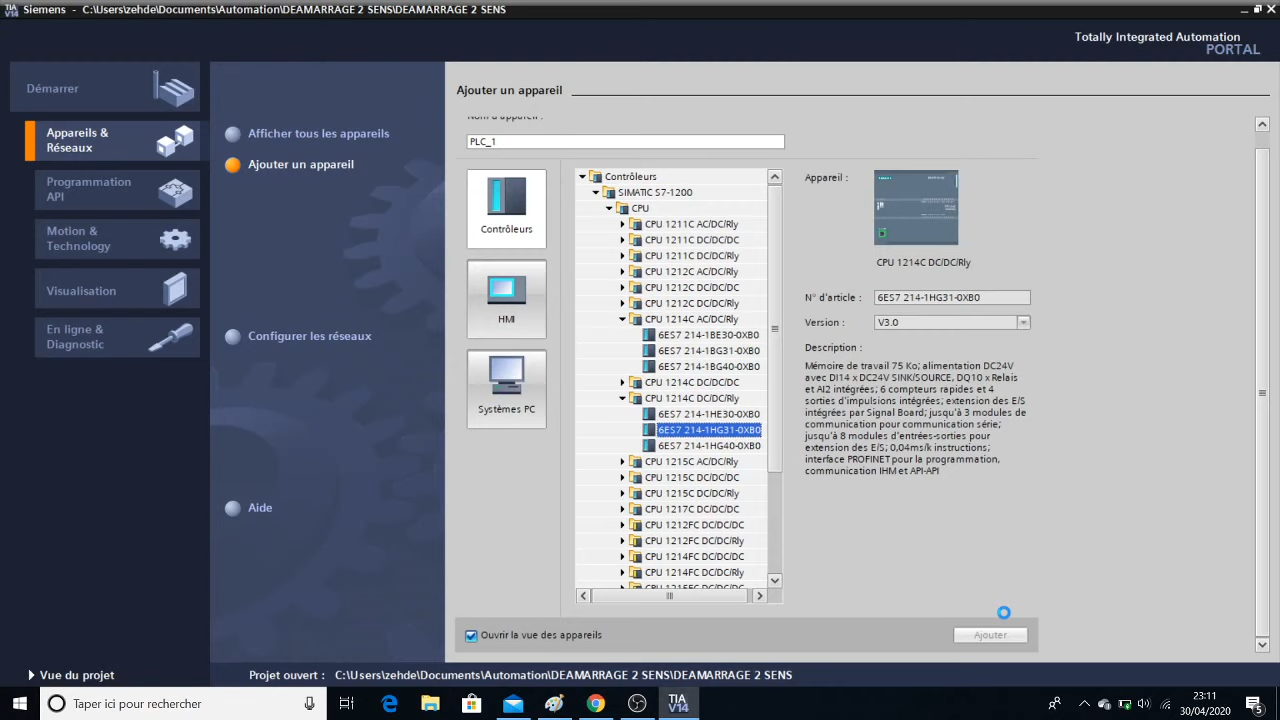 TIA
V14
Siemens - C:\Users\zehde\Documents\Automation\DEAMARRAGE 2 SENS\DEAMARRAGE 2 SENS
Totally Integrated Automation
PORTAL
Démarrer
Appareils &
Réseaux
Programmation
API
Motion &
Technology
Visualisation
En ligne &
Diagnostic
Afficher tous les appareils
Ajouter un appareil
Configurer les réseaux
Aide
Ajouter un appareil
Nom d'appareil :
PLC_1
Contrôleurs
HMI
Systèmes PC
Contrôleurs
SIMATIC S7-1200
CPU
CPU 1211C AC/DC/Rly
CPU 1211C DC/DC/DC
CPU 1211C DC/DC/Rly
CPU 1212C AC/DC/Rly
CPU 1212C DC/DC/DC
CPU 1212C DC/DC/Rly
CPU 1214C AC/DC/Rly
6ES7 214-1BE30-0XB0
6ES7 214-1BG31-0XB0
6ES7 214-1BG40-0XB0
CPU 1214C DC/DC/DC
CPU 1214C DC/DC/Rly
6ES7 214-1HE30-0XB0
6ES7 214-1HG31-0XB0
6ES7 214-1HG40-0XB0
CPU 1215C AC/DC/Rly
CPU 1215C DC/DC/DC
CPU 1215C DC/DC/Rly
CPU 1217C DC/DC/DC
CPU 1212FC DC/DC/DC
CPU 1212FC DC/DC/Rly
CPU 1214FC DC/DC/DC
CPU 1214FC DC/DC/Rly
CPU 1215FC DC/DC/DC
Appareil :
CPU 1214C DC/DC/Rly
N° d'article :
6ES7 214-1HG31-0XB0
Version :
V3.0
Description :
Mémoire de travail 75 Ko; alimentation DC24V
avec DI14 x DC24V SINK/SOURCE, DQ10 x Relais
et AI2 intégrées; 6 compteurs rapides et 4
sorties d'impulsions intégrées; extension des E/S
intégrées par Signal Board; jusqu'à 3 modules de
communication pour communication série;
jusqu'à 8 modules d'entrées-sorties pour
extension des E/S; 0,04ms/k instructions;
interface PROFINET pour la programmation,
communication IHM et API-API
Ouvrir la vue des appareils
Ajouter
Vue du projet
Projet ouvert : C:\Users\zehde\Documents\Automation\DEAMARRAGE 2 SENS\DEAMARRAGE 2 SENS
Taper ici pour rechercher
TIA
V14
23:11
30/04/2020
5